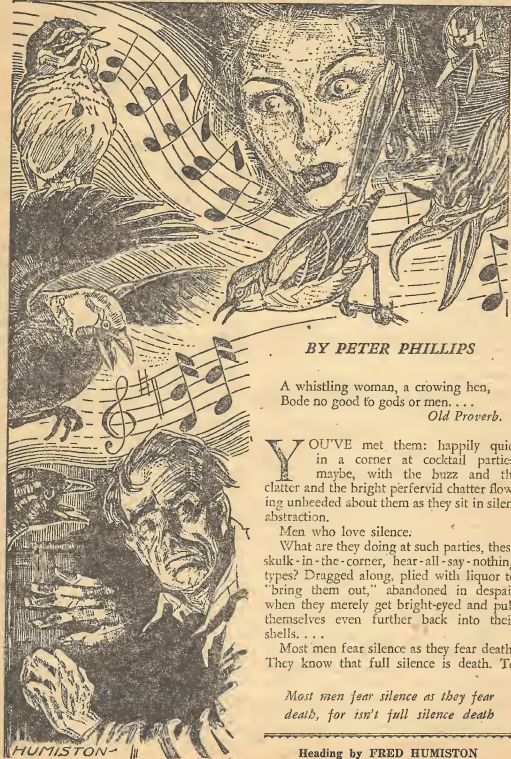 BY PETER PHILLIPS
A whistling woman, a crowing hen,
Bode no good to gods or men....
Old Proverb.
YOU'VE met them: happily quie
in a corner at cocktail parties
maybe, with the buzz and th
clatter and the bright perfervid chatter flow
ing unheeded about them as they sit in silen
abstraction.
Men who love silence.
What are they doing at such parties, thes
skulk-in-the-corner, hear-all-say-nothing
types? Dragged along, plied with liquor to
"bring them out," abandoned in despai
when they merely get bright-eyed and pul
themselves even further back into thei
shells....
Most men fear silence as they fear death
They know that full silence is death. To
Most men fear silence as they fear
death, for isn't full silence death
Heading by FRED HUMISTON
HUMISTON